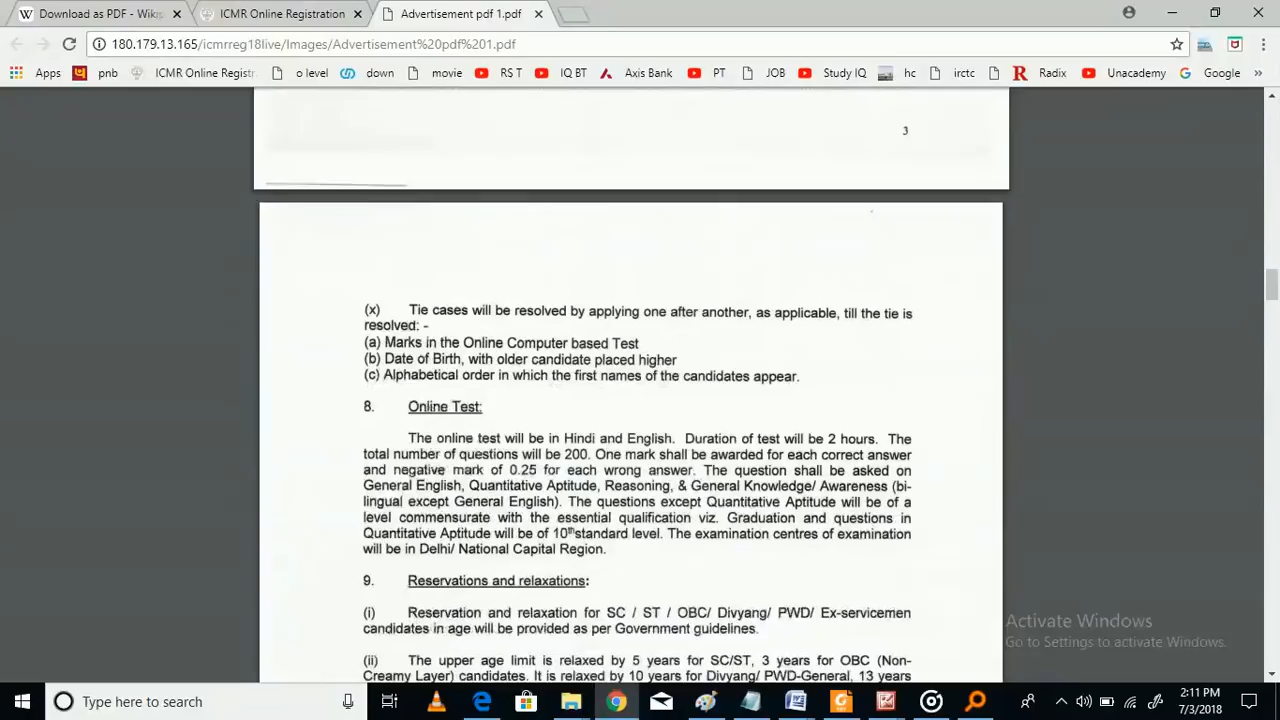 Download as PDF - Wiki
ICMR Online Registration
Advertisement pdf 1.pdf
180.179.13.165/icmrreg18live/Images/Advertisement%20pdf%201.pdf
Apps pnb ICMR Online Registr o level down movie RS T IQ BT Axis Bank PT JOB Study IQ hc irctc Radix Unacademy Google »
3
(x) Tie cases will be resolved by applying one after another, as applicable, till the tie is
resolved: -
(a) Marks in the Online Computer based Test
(b) Date of Birth, with older candidate placed higher
(c) Alphabetical order in which the first names of the candidates appear.
8. Online Test:
The online test will be in Hindi and English. Duration of test will be 2 hours. The
total number of questions will be 200. One mark shall be awarded for each correct answer
and negative mark of 0.25 for each wrong answer. The question shall be asked on
General English, Quantitative Aptitude, Reasoning, & General Knowledge/ Awareness (bi-
lingual except General English). The questions except Quantitative Aptitude will be of a
level commensurate with the essential qualification viz. Graduation and questions in
Quantitative Aptitude will be of 10thstandard level. The examination centres of examination
will be in Delhi/ National Capital Region.
9. Reservations and relaxations:
(i) Reservation and relaxation for SC / ST / OBC/ Divyang/ PWD/ Ex-servicemen
candidates in age will be provided as per Government guidelines.
(ii) The upper age limit is relaxed by 5 years for SC/ST, 3 years for OBC (Non-
Creamy Layer) candidates. It is relaxed by 10 years for Divyang/ PWD-General, 13 years
Activate Windows
Go to Settings to activate Windows.
Type here to search
2:11 PM
7/3/2018